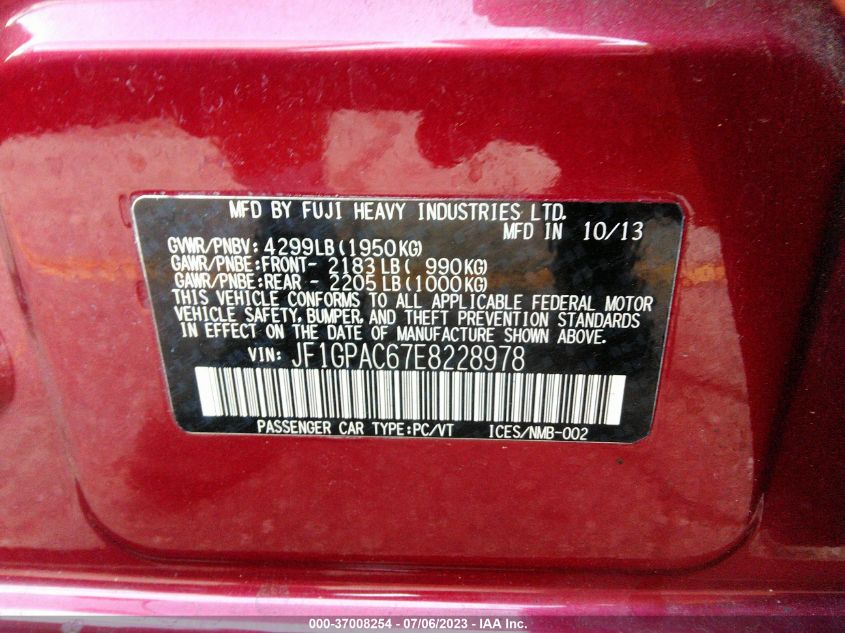 MFD BY FUJI HEAVY INDUSTRIES LTD.
MFD IN 10/13
GVWR/PNBV: 4299LB(1950KG)
GAWR/PNBE:FRONT- 2183LB( 990KG)
GAWR/PNBE:REAR - 2205LB(1000KG)
THIS VEHICLE CONFORMS TO ALL APPLICABLE FEDERAL MOTOR
VEHICLE SAFETY, BUMPER, AND THEFT PREVENTION STANDARDS
IN EFFECT ON THE DATE OF MANUFACTURE SHOWN ABOVE.
VIN: JF1GPAC67E8228978
PASSENGER CAR TYPE:PC/VT ICES/NMB-002
000-37008254 - 07/06/2023 - © IAA, Inc.